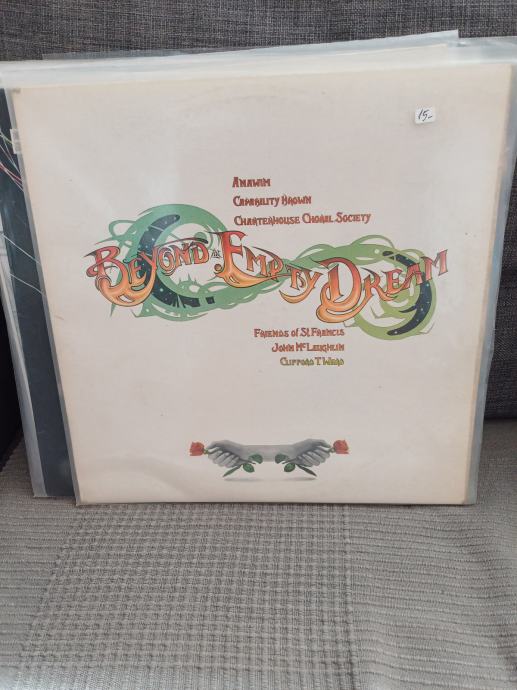 15,-
Anawim
Capability Brown
Charterhouse Choral Society
Beyond an Empty Dream
Friends of St. Francis
John McLaughlin
Clifford T. Ward